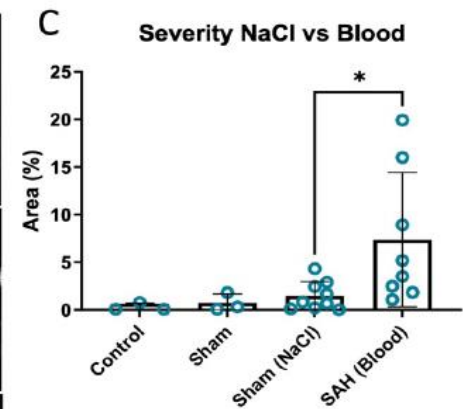 C
Severity NaCl vs Blood
*
25
20
15
10
5
0
Area (%)
Control
Sham
Sham (NaCl)
SAH (Blood)